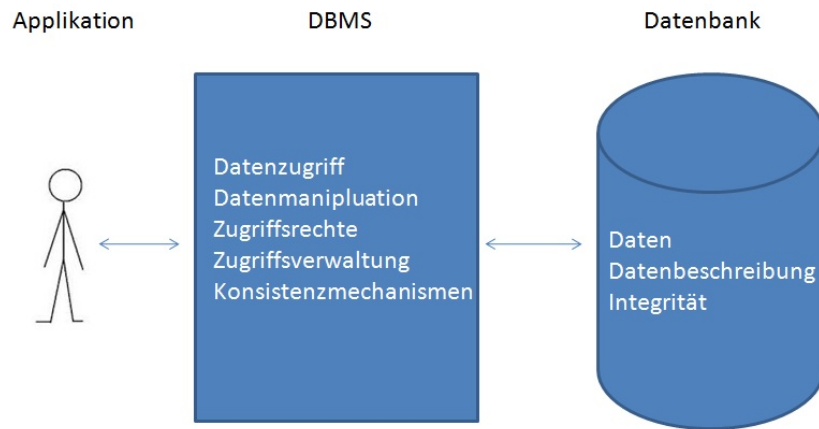 Applikation
DBMS
Datenbank
Datenzugriff
Datenmanipluation
Zugriffsrechte
Zugriffsverwaltung
Konsistenzmechanismen
Daten
Datenbeschreibung
Integrität